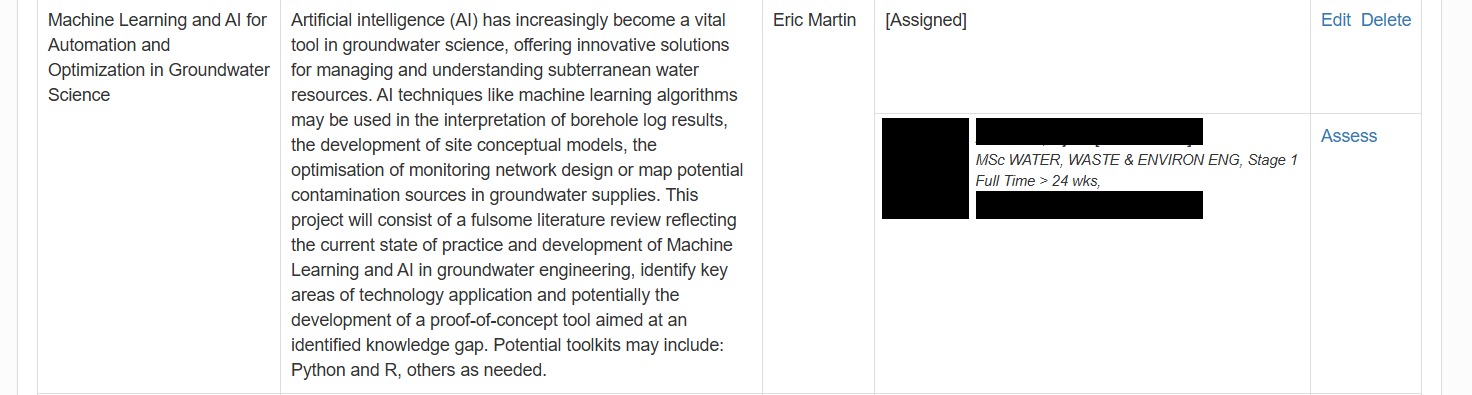 Machine Learning and AI for
Automation and
Optimization in Groundwater
Science
Artificial intelligence (AI) has increasingly become a vital
tool in groundwater science, offering innovative solutions
for managing and understanding subterranean water
resources. AI techniques like machine learning algorithms
may be used in the interpretation of borehole log results,
the development of site conceptual models, the
optimisation of monitoring network design or map potential
contamination sources in groundwater supplies. This
project will consist of a fulsome literature review reflecting
the current state of practice and development of Machine
Learning and AI in groundwater engineering, identify key
areas of technology application and potentially the
development of a proof-of-concept tool aimed at an
identified knowledge gap. Potential toolkits may include:
Python and R, others as needed.
Eric Martin
[Assigned]
Edit Delete
MSc WATER, WASTE & ENVIRON ENG, Stage 1
Full Time > 24 wks,
Assess